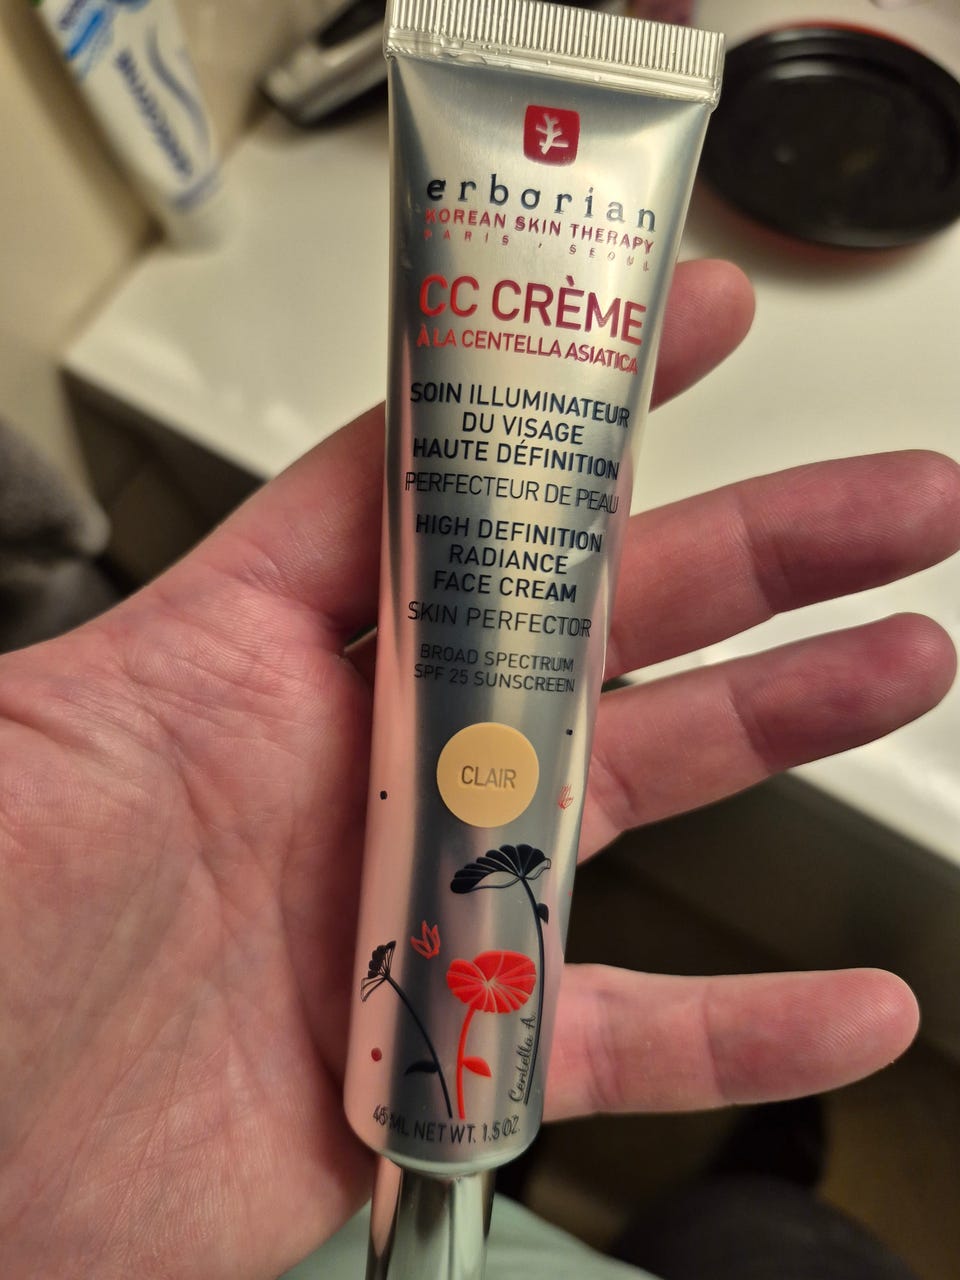 erborian
KOREAN SKIN THERAPY
PARIS , SEOUL
CC CRÈME
À LA CENTELLA ASIATICA
SOIN ILLUMINATEUR
DU VISAGE
HAUTE DÉFINITION
PERFECTEUR DE PEAU
HIGH DEFINITION
RADIANCE
FACE CREAM
SKIN PERFECTOR
BROAD SPECTRUM
SPF 25 SUNSCREEN
CLAIR
Centella A.
45 ML NET WT. 1.5 OZ.